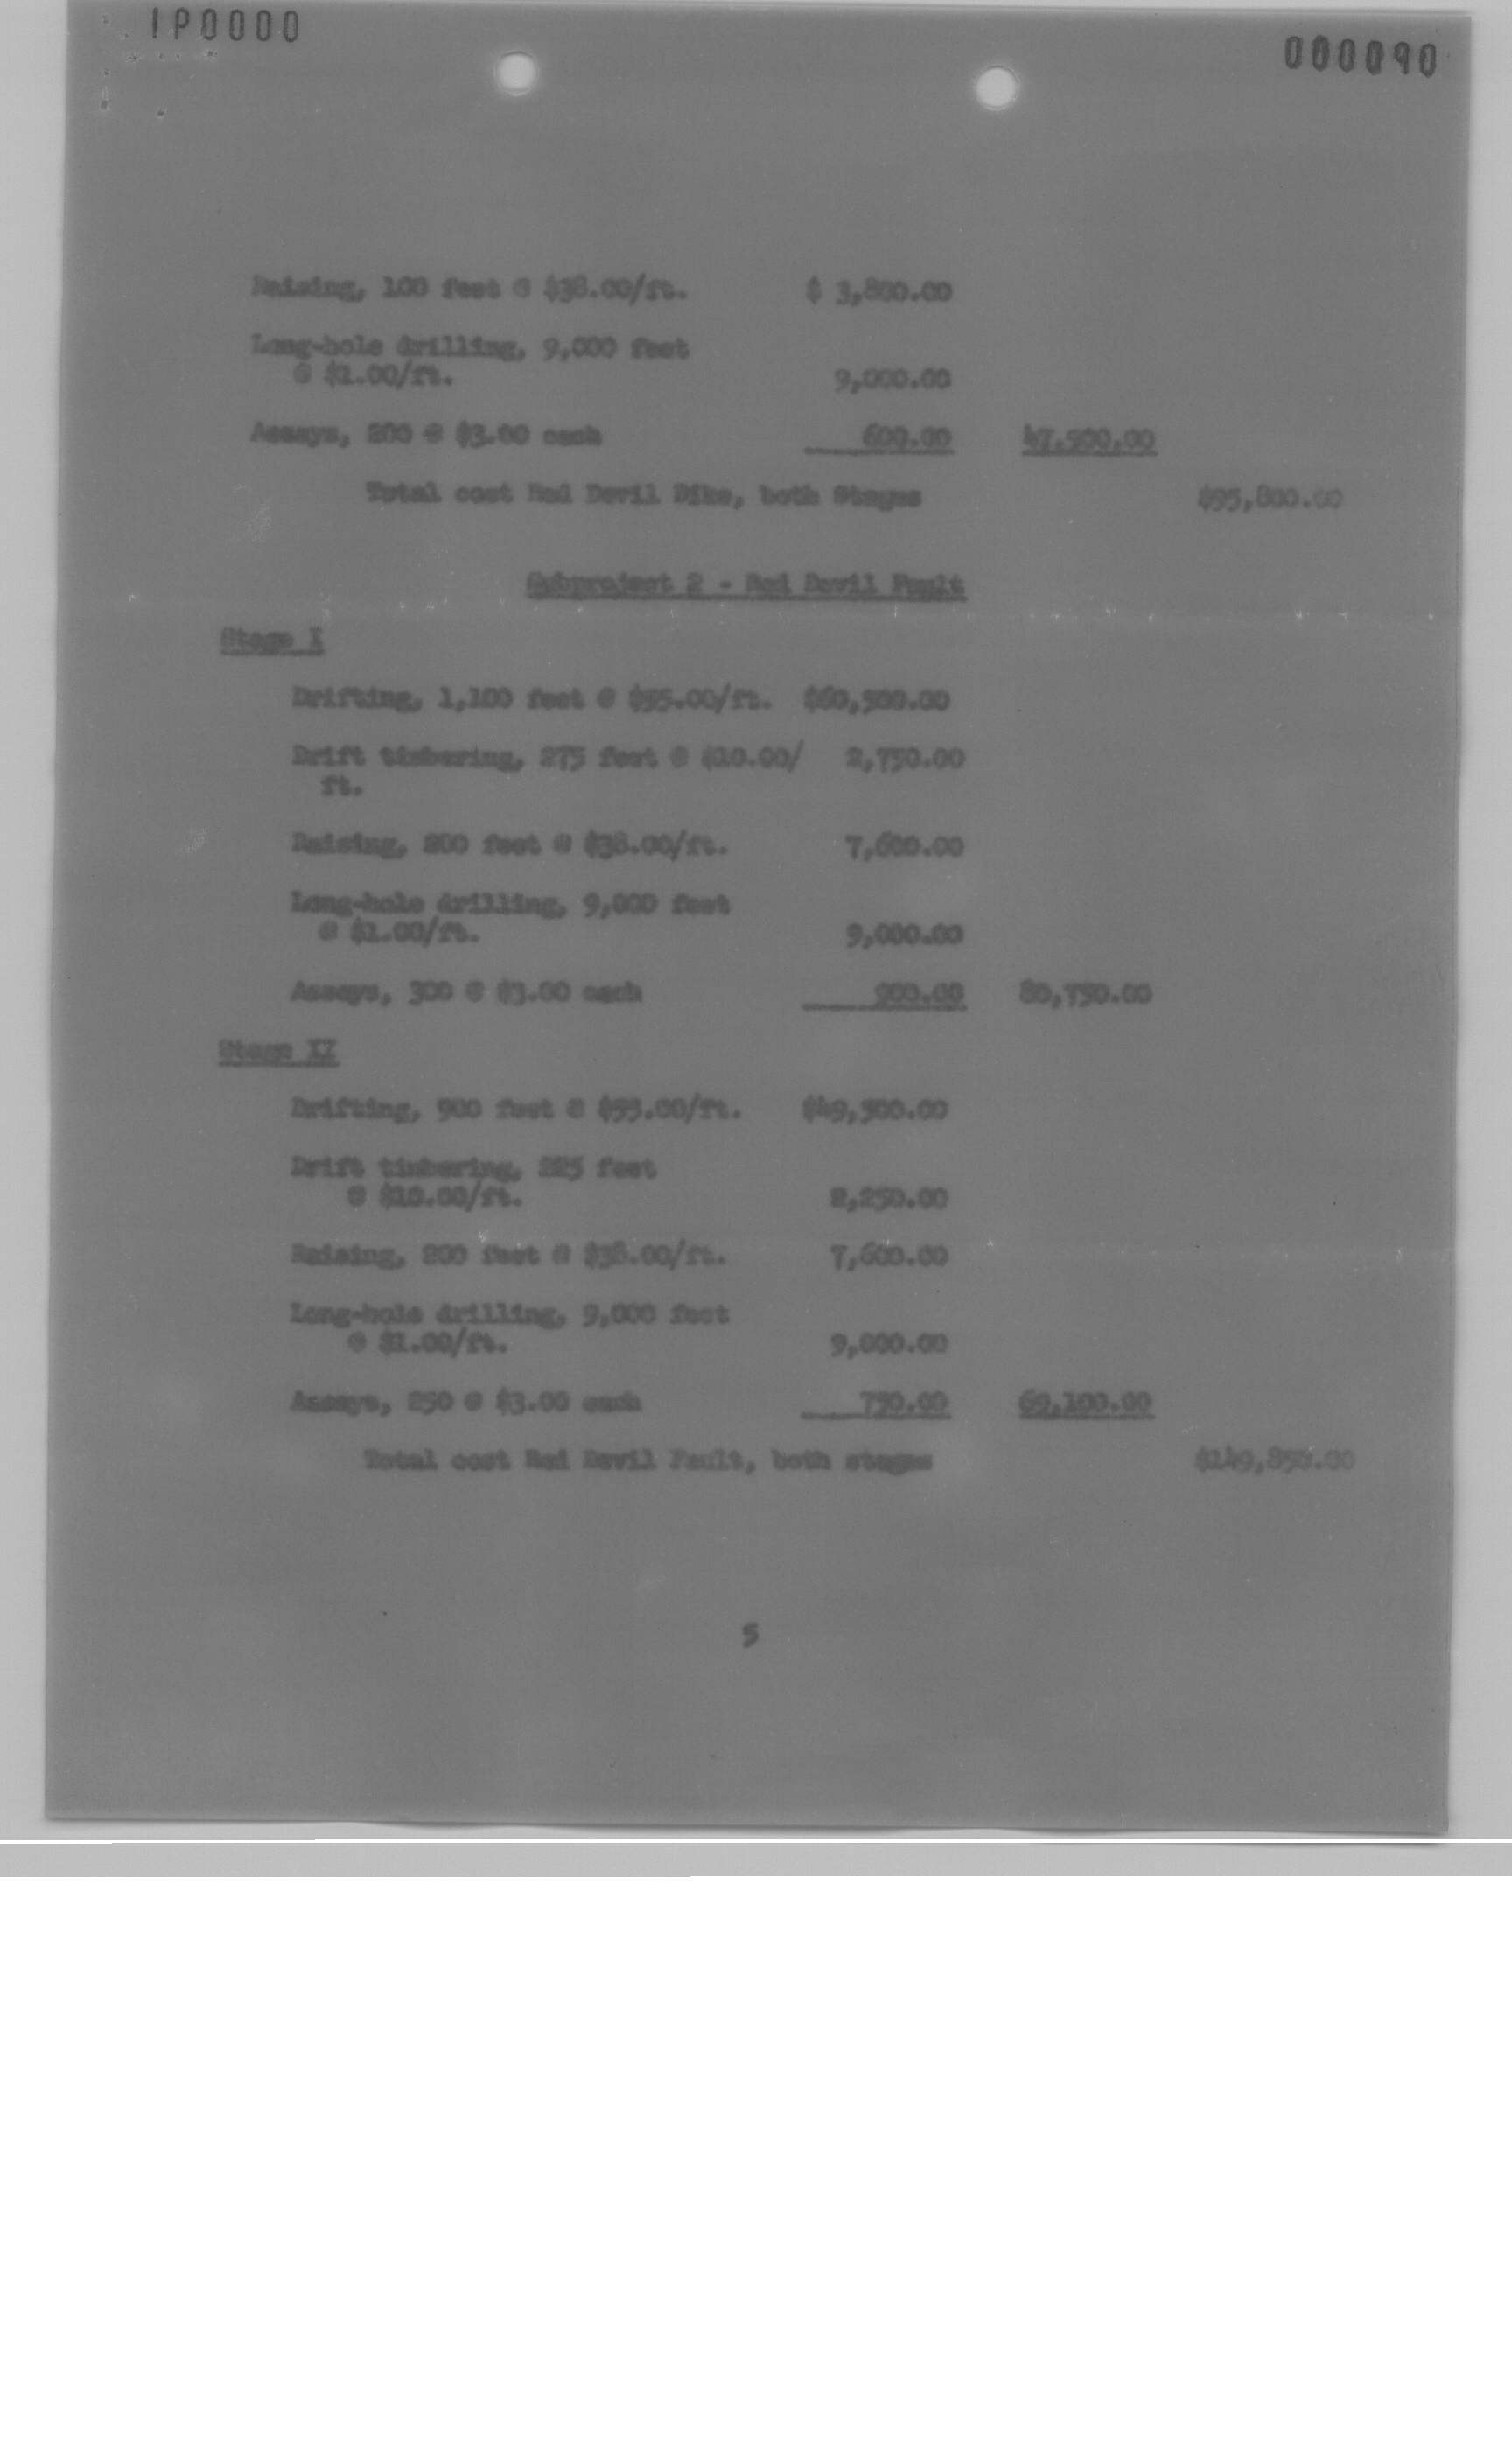 IP0000
000090
Raising, 100 feet @ $38.00/ft. $ 3,800.00
Long-hole drilling, 9,000 feet
@ $1.00/ft. 9,000.00
Assays, 200 @ $3.00 each 600.00 47,900.00
Total cost Red Devil Dike, both Stages $95,800.00
Subproject 2 - Red Devil Fault
Stage I
Drifting, 1,100 feet @ $55.00/ft. $60,500.00
Drift timbering, 275 feet @ $10.00/ 2,750.00
ft.
Raising, 200 feet @ $38.00/ft. 7,600.00
Long-hole drilling, 9,000 feet
@ $1.00/ft. 9,000.00
Assays, 300 @ $3.00 each 900.00 80,750.00
Stage II
Drifting, 900 feet @ $55.00/ft. $49,500.00
Drift timbering, 225 feet
@ $10.00/ft. 2,250.00
Raising, 200 feet @ $38.00/ft. 7,600.00
Long-hole drilling, 9,000 feet
@ $1.00/ft. 9,000.00
Assays, 250 @ $3.00 each 750.00 69,100.00
Total cost Red Devil Fault, both stages $149,850.00
5